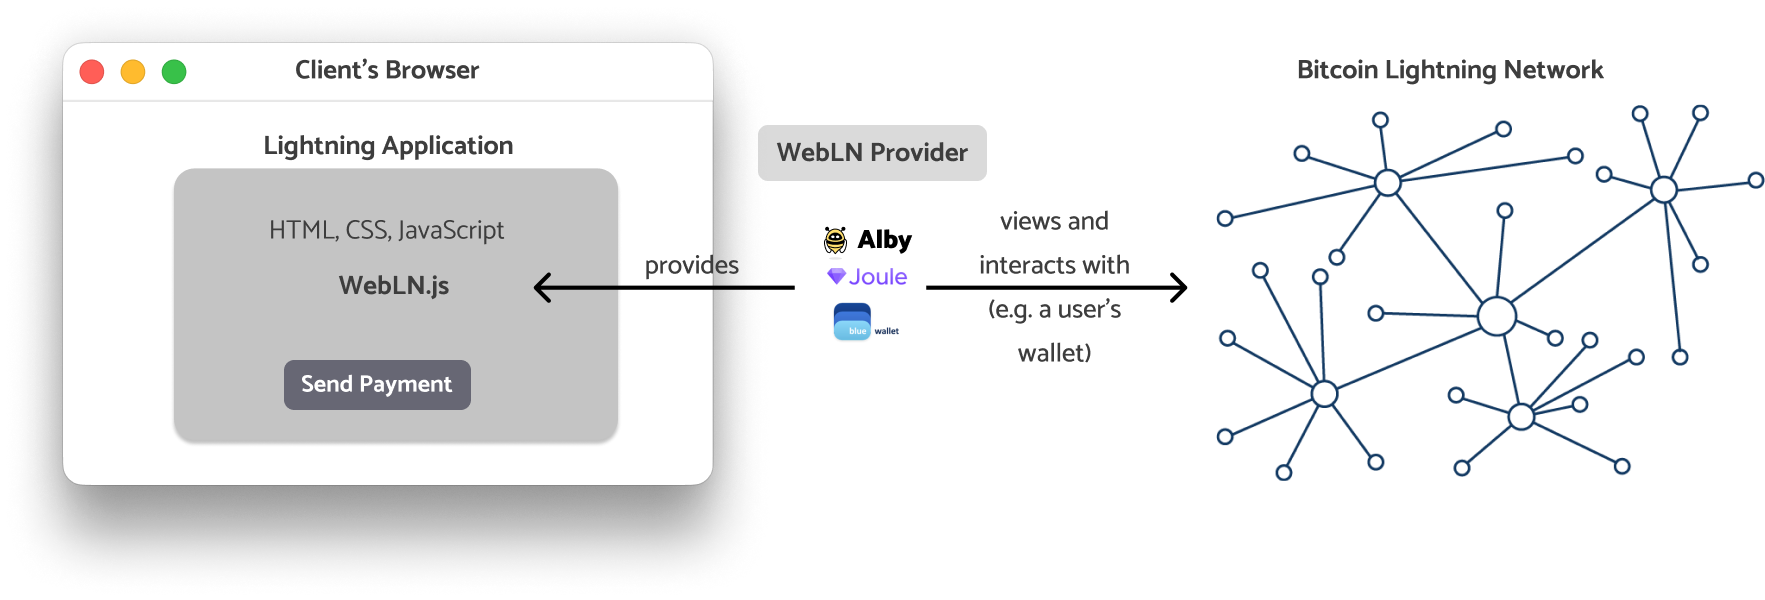 Client's Browser
Lightning Application
HTML, CSS, JavaScript
WebLN.js
Send Payment
provides
WebLN Provider
Alby
Joule
blue wallet
views and
interacts with
(e.g. a user's
wallet)
Bitcoin Lightning Network